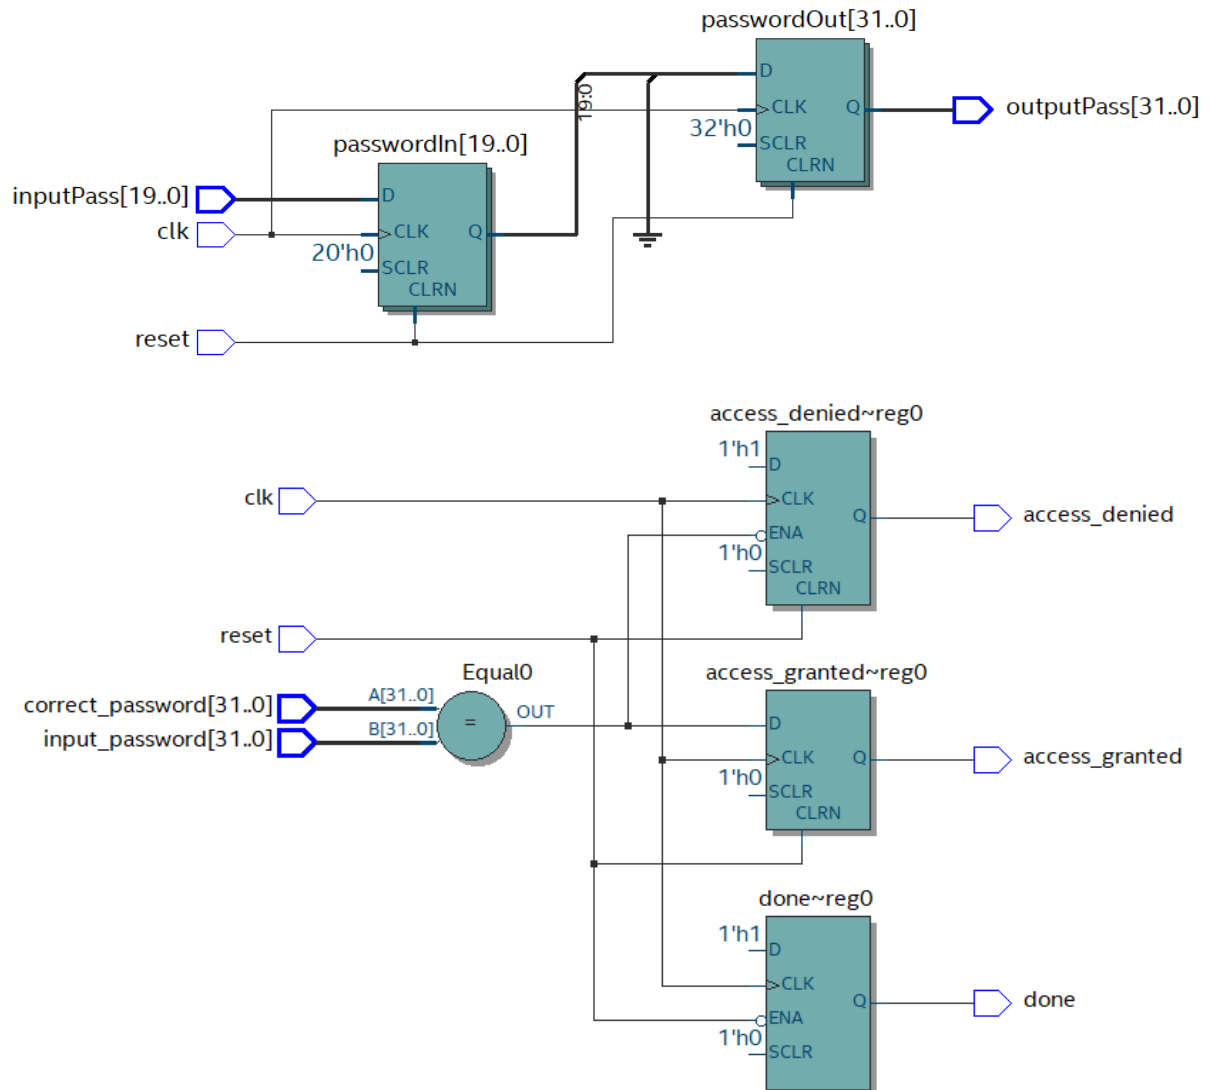 passwordOut[31..0]
D
CLK
Q
outputPass[31..0]
32'h0
SCLR
CLRN
19:0
passwordIn[19..0]
inputPass[19..0]
D
clk
CLK
Q
20'h0
SCLR
CLRN
reset
access_denied~reg0
1'h1
D
clk
CLK
Q
access_denied
ENA
1'h0
SCLR
CLRN
reset
Equal0
access_granted~reg0
correct_password[31..0]
A[31..0]
=
OUT
D
input_password[31..0]
B[31..0]
CLK
Q
access_granted
1'h0
SCLR
CLRN
done~reg0
1'h1
D
CLK
Q
done
ENA
1'h0
SCLR